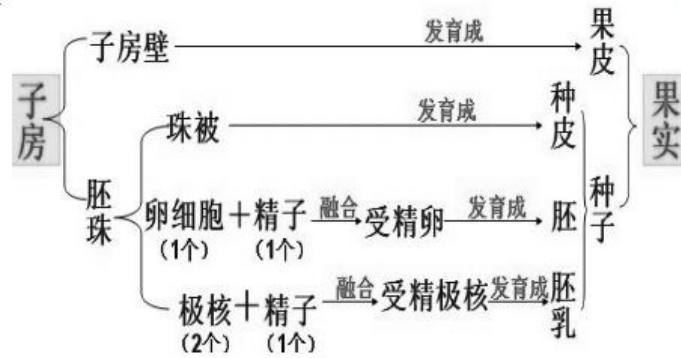 子房
子房壁
发育成
果皮
果实
胚珠
珠被
发育成
种皮
种子
卵细胞+精子
(1个) (1个)
融合
受精卵
发育成
胚
极核+精子
(2个) (1个)
融合
受精极核
发育成
胚乳